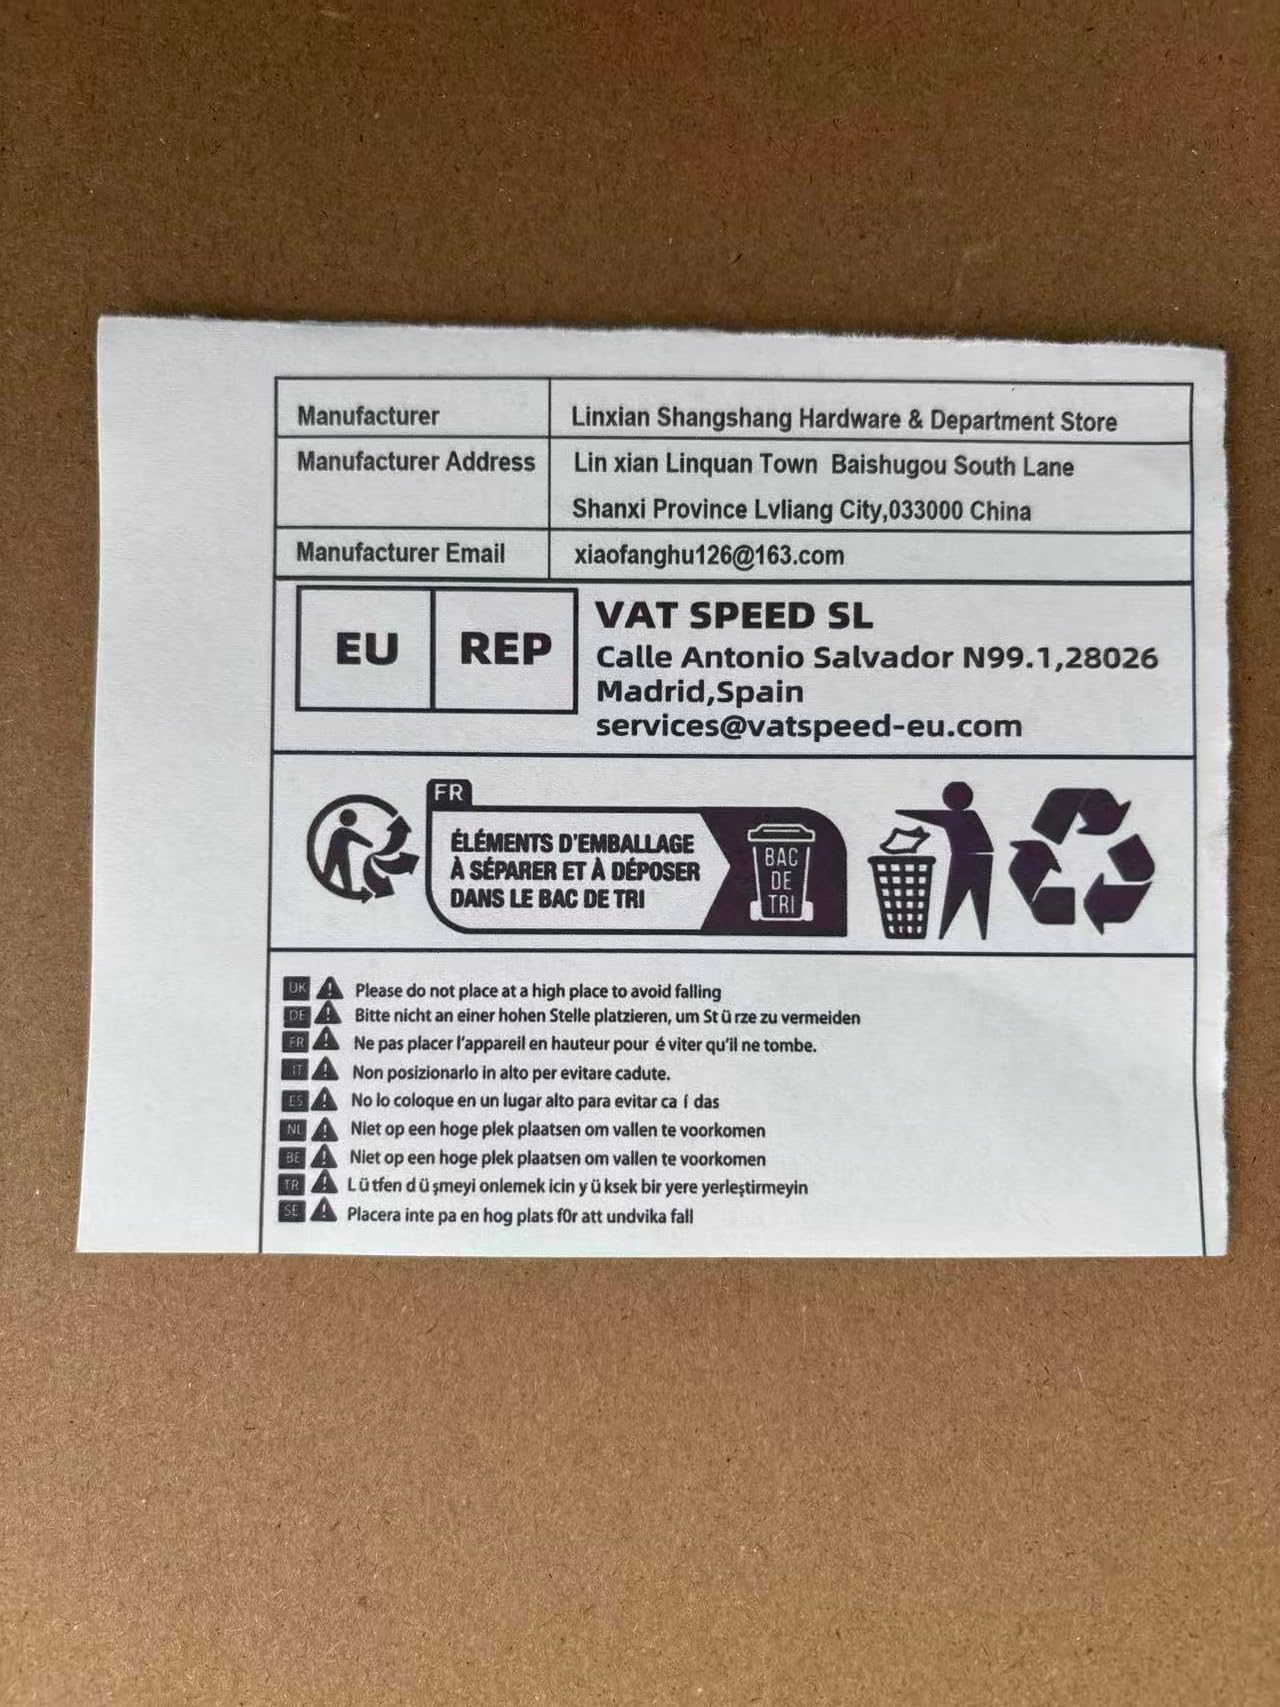 Manufacturer Linxian Shangshang Hardware & Department Store
Manufacturer Address Lin xian Linquan Town Baishugou South Lane
Shanxi Province Lvliang City,033000 China
Manufacturer Email xiaofanghu126@163.com
EU REP
VAT SPEED SL
Calle Antonio Salvador N99.1,28026
Madrid,Spain
services@vatspeed-eu.com
FR
ÉLÉMENTS D'EMBALLAGE
À SÉPARER ET À DÉPOSER
DANS LE BAC DE TRI
BAC
DE
TRI
UK Please do not place at a high place to avoid falling
DE Bitte nicht an einer hohen Stelle platzieren, um St ü rze zu vermeiden
FR Ne pas placer l'appareil en hauteur pour é viter qu'il ne tombe.
IT Non posizionarlo in alto per evitare cadute.
ES No lo coloque en un lugar alto para evitar ca í das
NL Niet op een hoge plek plaatsen om vallen te voorkomen
BE Niet op een hoge plek plaatsen om vallen te voorkomen
TR L ü tfen d ü şmeyi onlemek icin y ü ksek bir yere yerleştirmeyin
SE Placera inte pa en hog plats f0r att undvika fall